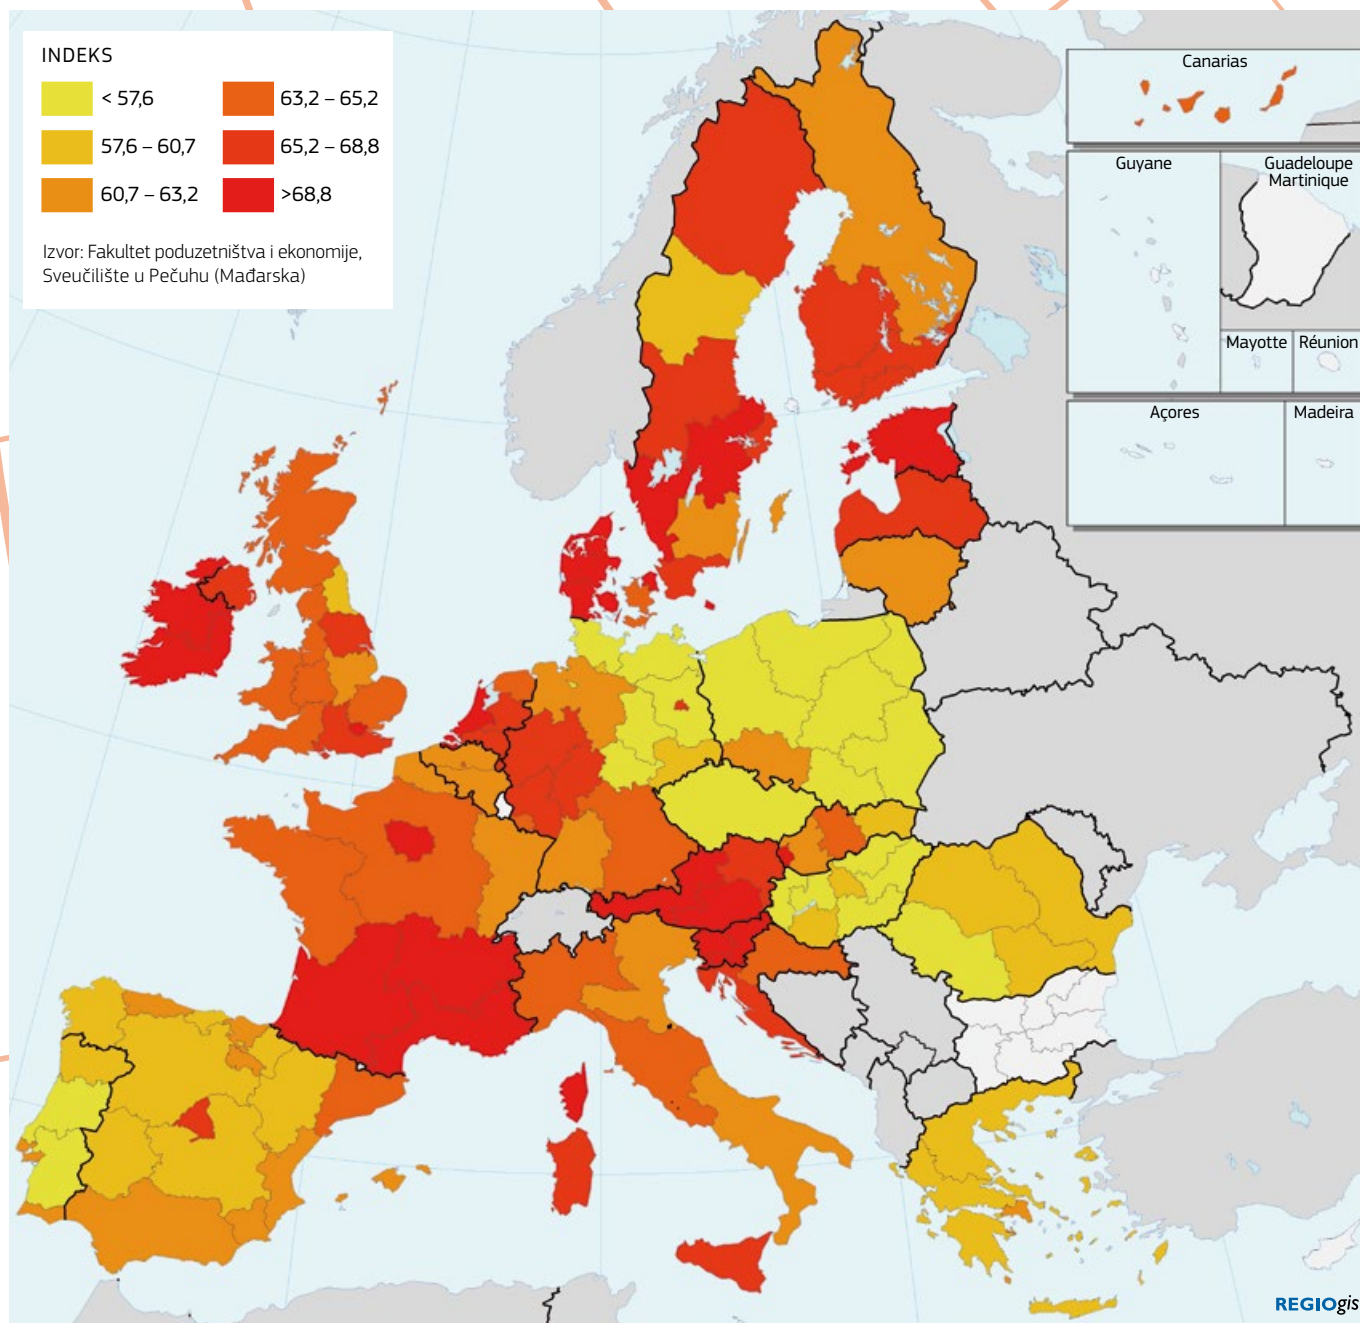 INDEKS
< 57,6
57,6 – 60,7
60,7 – 63,2
63,2 – 65,2
65,2 – 68,8
>68,8
Izvor: Fakultet poduzetništva i ekonomije,
Sveučilište u Pečuhu (Mađarska)
Canarias
Guyane
Guadeloupe
Martinique
Mayotte
Réunion
Açores
Madeira
REGIOgis